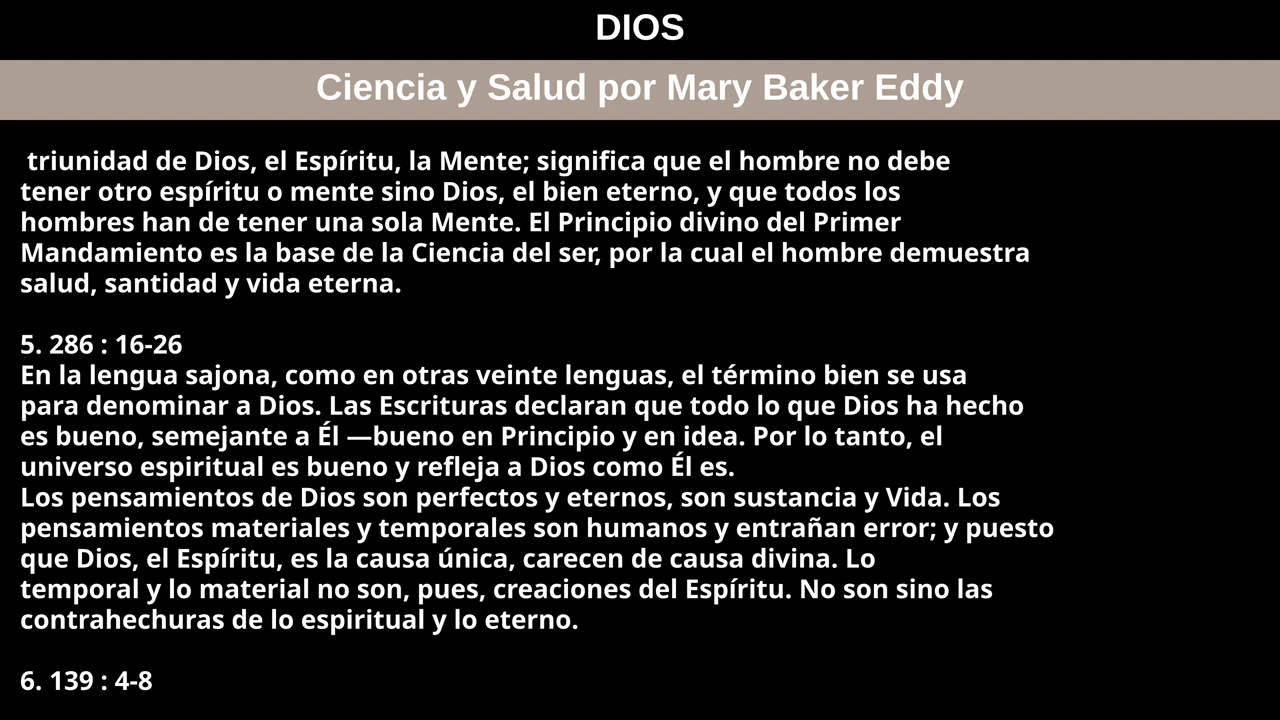 DIOS
Ciencia y Salud por Mary Baker Eddy
triunidad de Dios, el Espíritu, la Mente; significa que el hombre no debe
tener otro espíritu o mente sino Dios, el bien eterno, y que todos los
hombres han de tener una sola Mente. El Principio divino del Primer
Mandamiento es la base de la Ciencia del ser, por la cual el hombre demuestra
salud, santidad y vida eterna.
5. 286 : 16-26
En la lengua sajona, como en otras veinte lenguas, el término bien se usa
para denominar a Dios. Las Escrituras declaran que todo lo que Dios ha hecho
es bueno, semejante a Él —bueno en Principio y en idea. Por lo tanto, el
universo espiritual es bueno y refleja a Dios como Él es.
Los pensamientos de Dios son perfectos y eternos, son sustancia y Vida. Los
pensamientos materiales y temporales son humanos y entrañan error; y puesto
que Dios, el Espíritu, es la causa única, carecen de causa divina. Lo
temporal y lo material no son, pues, creaciones del Espíritu. No son sino las
contrahechuras de lo espiritual y lo eterno.
6. 139 : 4-8